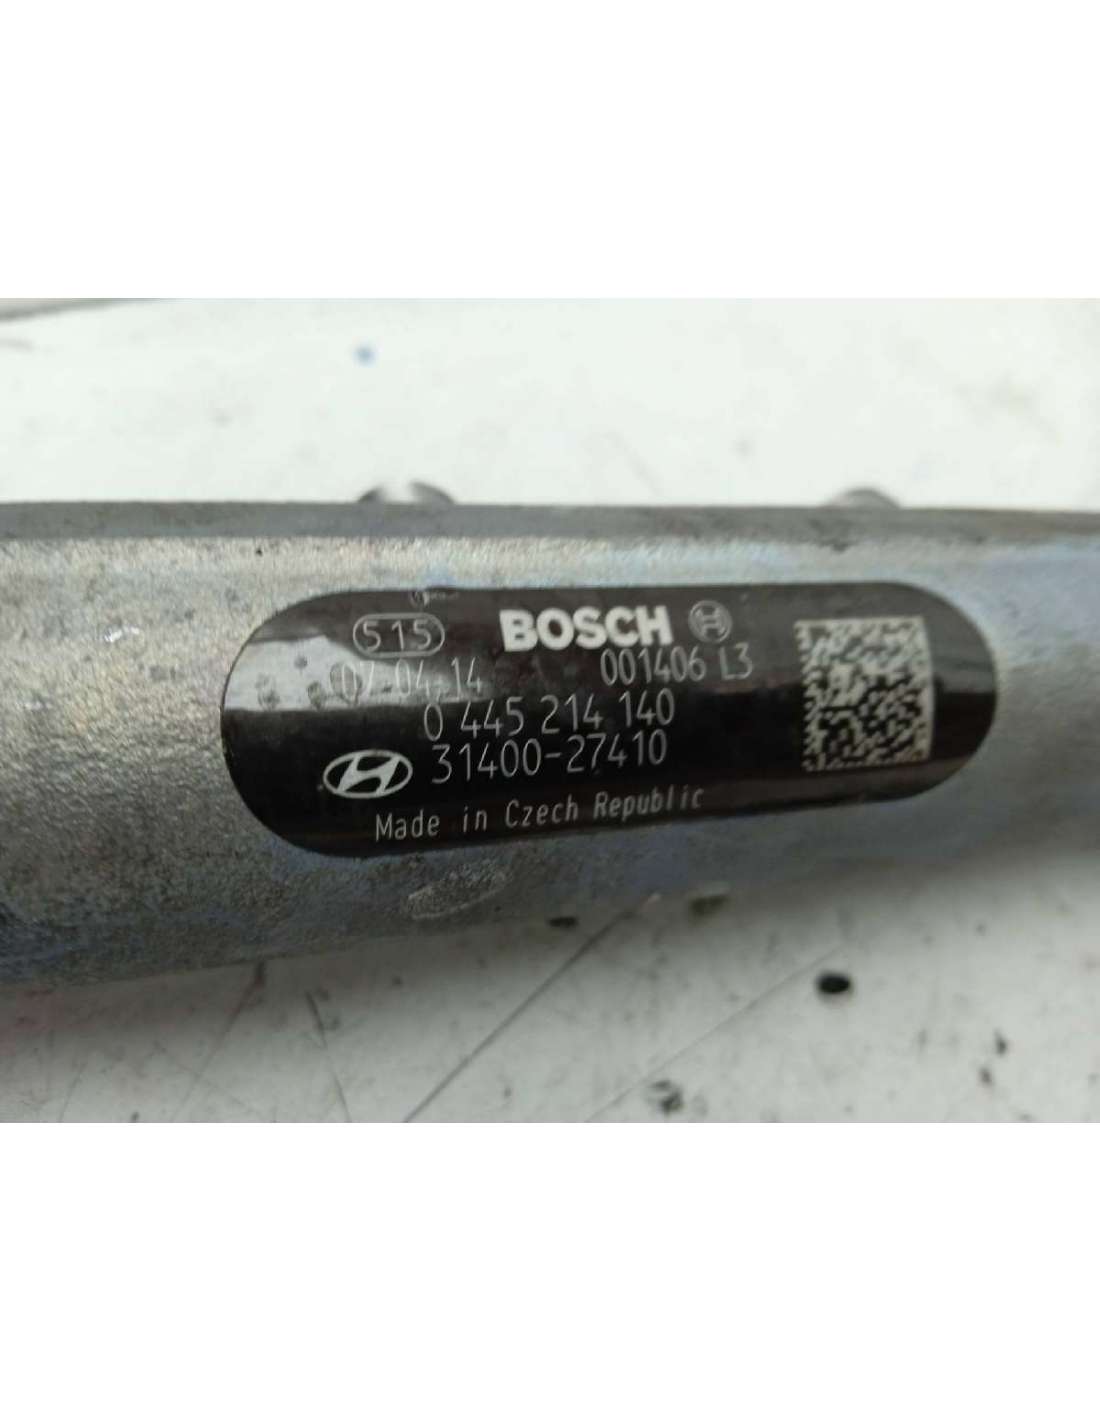 515 BOSCH
07.04.14 001406 L3
0 445 214 140
31400-27410
Made in Czech Republic